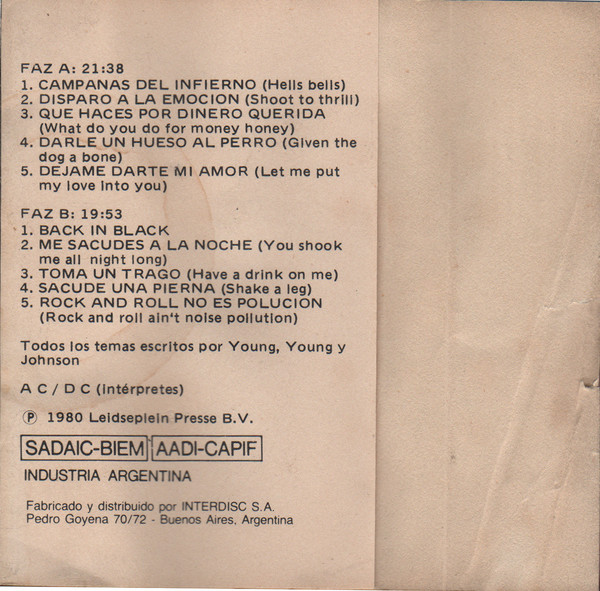 FAZ A: 21:38
1. CAMPANAS DEL INFIERNO (Hells bells)
2. DISPARO A LA EMOCION (Shoot to thrill)
3. QUE HACES POR DINERO QUERIDA
(What do you do for money honey)
4. DARLE UN HUESO AL PERRO (Given the
dog a bone)
5. DEJAME DARTE MI AMOR (Let me put
my love into you)
FAZ B: 19:53
1. BACK IN BLACK
2. ME SACUDES A LA NOCHE (You shook
me all night long)
3. TOMA UN TRAGO (Have a drink on me)
4. SACUDE UNA PIERNA (Shake a leg)
5. ROCK AND ROLL NO ES POLUCION
(Rock and roll ain't noise pollution)
Todos los temas escritos por Young, Young y
Johnson
A C / D C (intérpretes)
Ⓟ 1980 Leidseplein Presse B.V.
SADAIC-BIEM AADI-CAPIF
INDUSTRIA ARGENTINA
Fabricado y distribuido por INTERDISC S.A.
Pedro Goyena 70/72 - Buenos Aires, Argentina